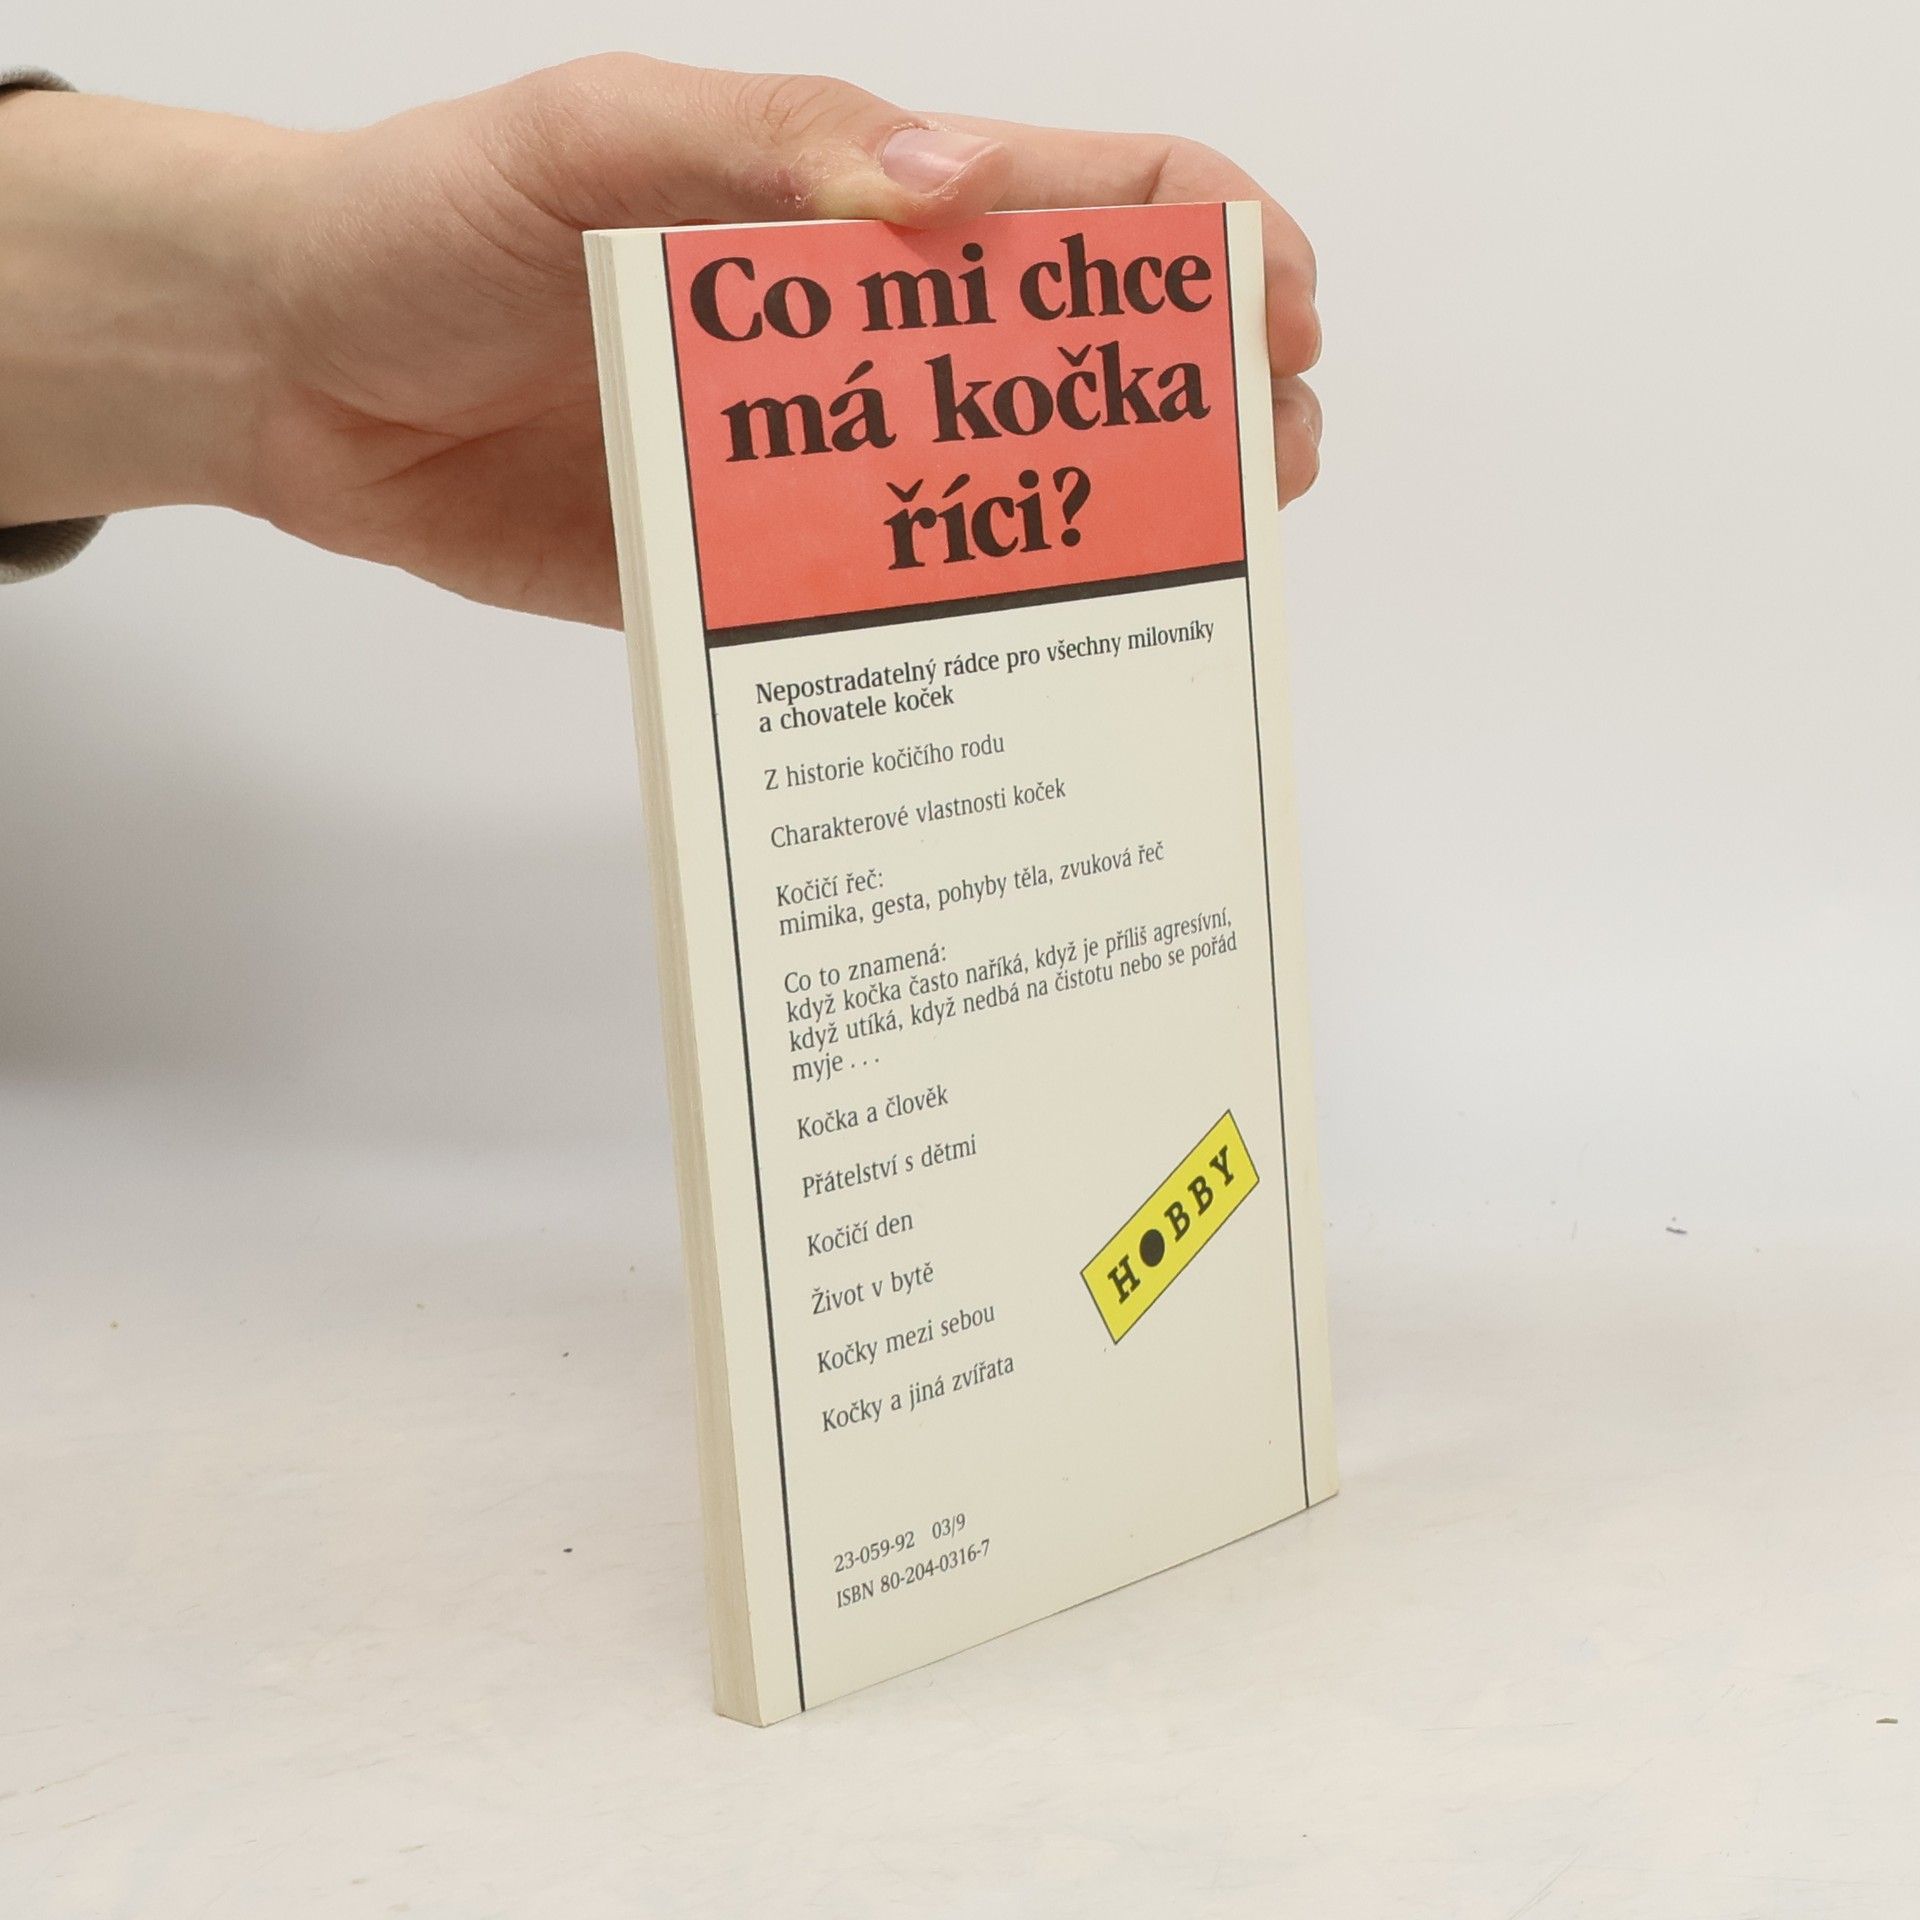 Co mi chce
má kočka
říci?
Nepostradatelný rádce pro všechny milovníky
a chovatele koček
Z historie kočičího rodu
Charakterové vlastnosti koček
Kočičí řeč:
mimika, gesta, pohyby těla, zvuková řeč
Co to znamená:
když kočka často naříká, když je příliš agresívní,
když utíká, když nedbá na čistotu nebo se pořád
myje . . .
Kočka a člověk
Přátelství s dětmi
Kočičí den
Život v bytě
Kočky mezi sebou
Kočky a jiná zvířata
HOBBY
23-059-92 03/9
ISBN 80-204-0316-7